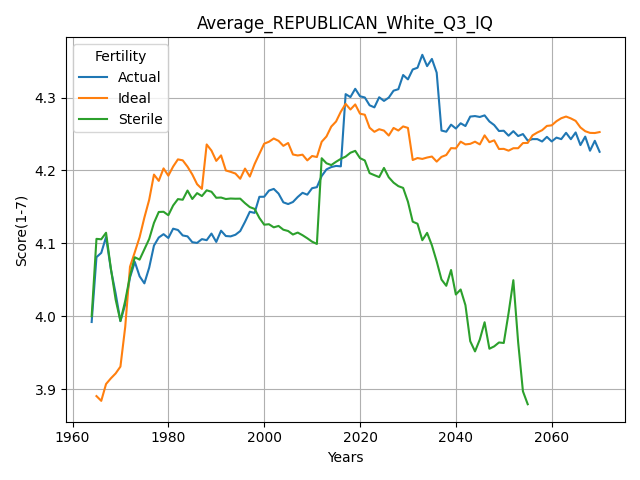 Average_REPUBLICAN_White_Q3_IQ
Fertility
Actual
Ideal
Sterile
Score(1-7)
4.3
4.2
4.1
4.0
3.9
1960
1980
2000
2020
2040
2060
Years